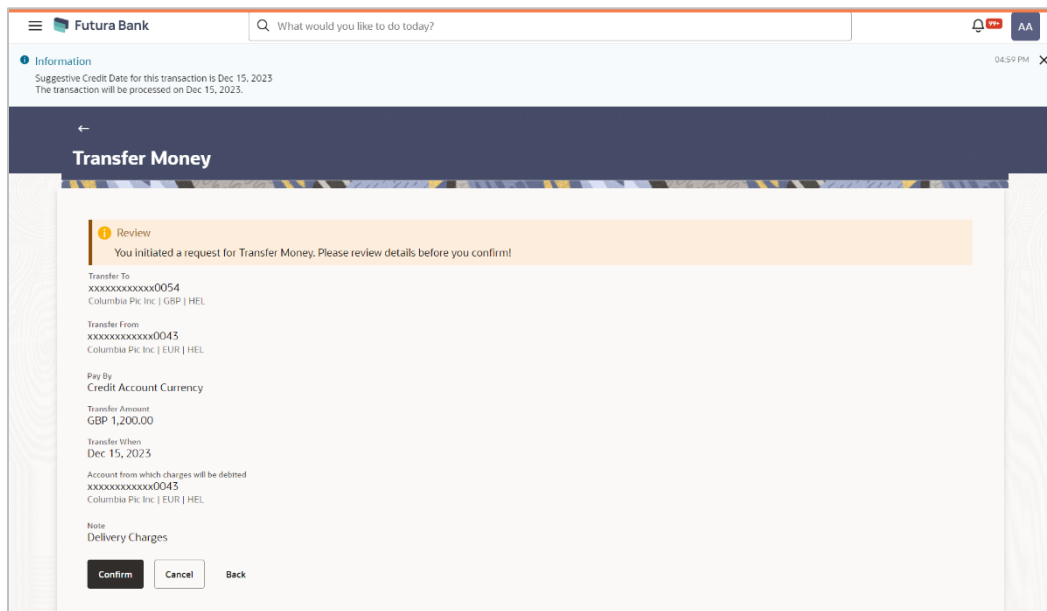 Futura Bank
What would you like to do today?
99+
AA
Information
04:59 PM
Suggestive Credit Date for this transaction is Dec 15, 2023
The transaction will be processed on Dec 15, 2023.
Transfer Money
Review
You initiated a request for Transfer Money. Please review details before you confirm!
Transfer To
xxxxxxxxxxxx0054
Columbia Pic Inc | GBP | HEL
Transfer From
xxxxxxxxxxxx0043
Columbia Pic Inc | EUR | HEL
Pay By
Credit Account Currency
Transfer Amount
GBP 1,200.00
Transfer When
Dec 15, 2023
Account from which charges will be debited
xxxxxxxxxxxx0043
Columbia Pic Inc | EUR | HEL
Note
Delivery Charges
Confirm Cancel Back